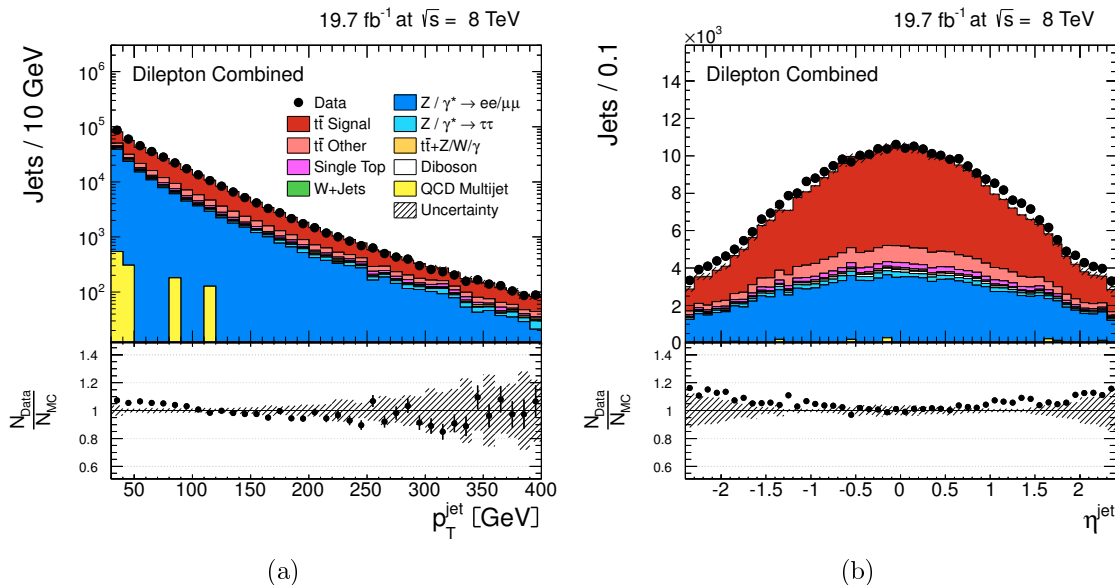 19.7 fb⁻¹ at √s = 8 TeV
Jets / 10 GeV
10⁶
10⁵
10⁴
10³
10²
Dilepton Combined
Data
tt̄ Signal
tt̄ Other
Single Top
W+Jets
Z / γ* → ee/μμ
Z / γ* → ττ
tt̄+Z/W/γ
Diboson
QCD Multijet
Uncertainty
N_Data
N_MC
1.4
1.2
1
0.8
0.6
50 100 150 200 250 300 350 400
p_T^jet [GeV]
(a)
19.7 fb⁻¹ at √s = 8 TeV
×10³
Jets / 0.1
14
12
10
8
6
4
2
0
Dilepton Combined
N_Data
N_MC
1.4
1.2
1
0.8
0.6
-2 -1.5 -1 -0.5 0 0.5 1 1.5 2
η^jet
(b)